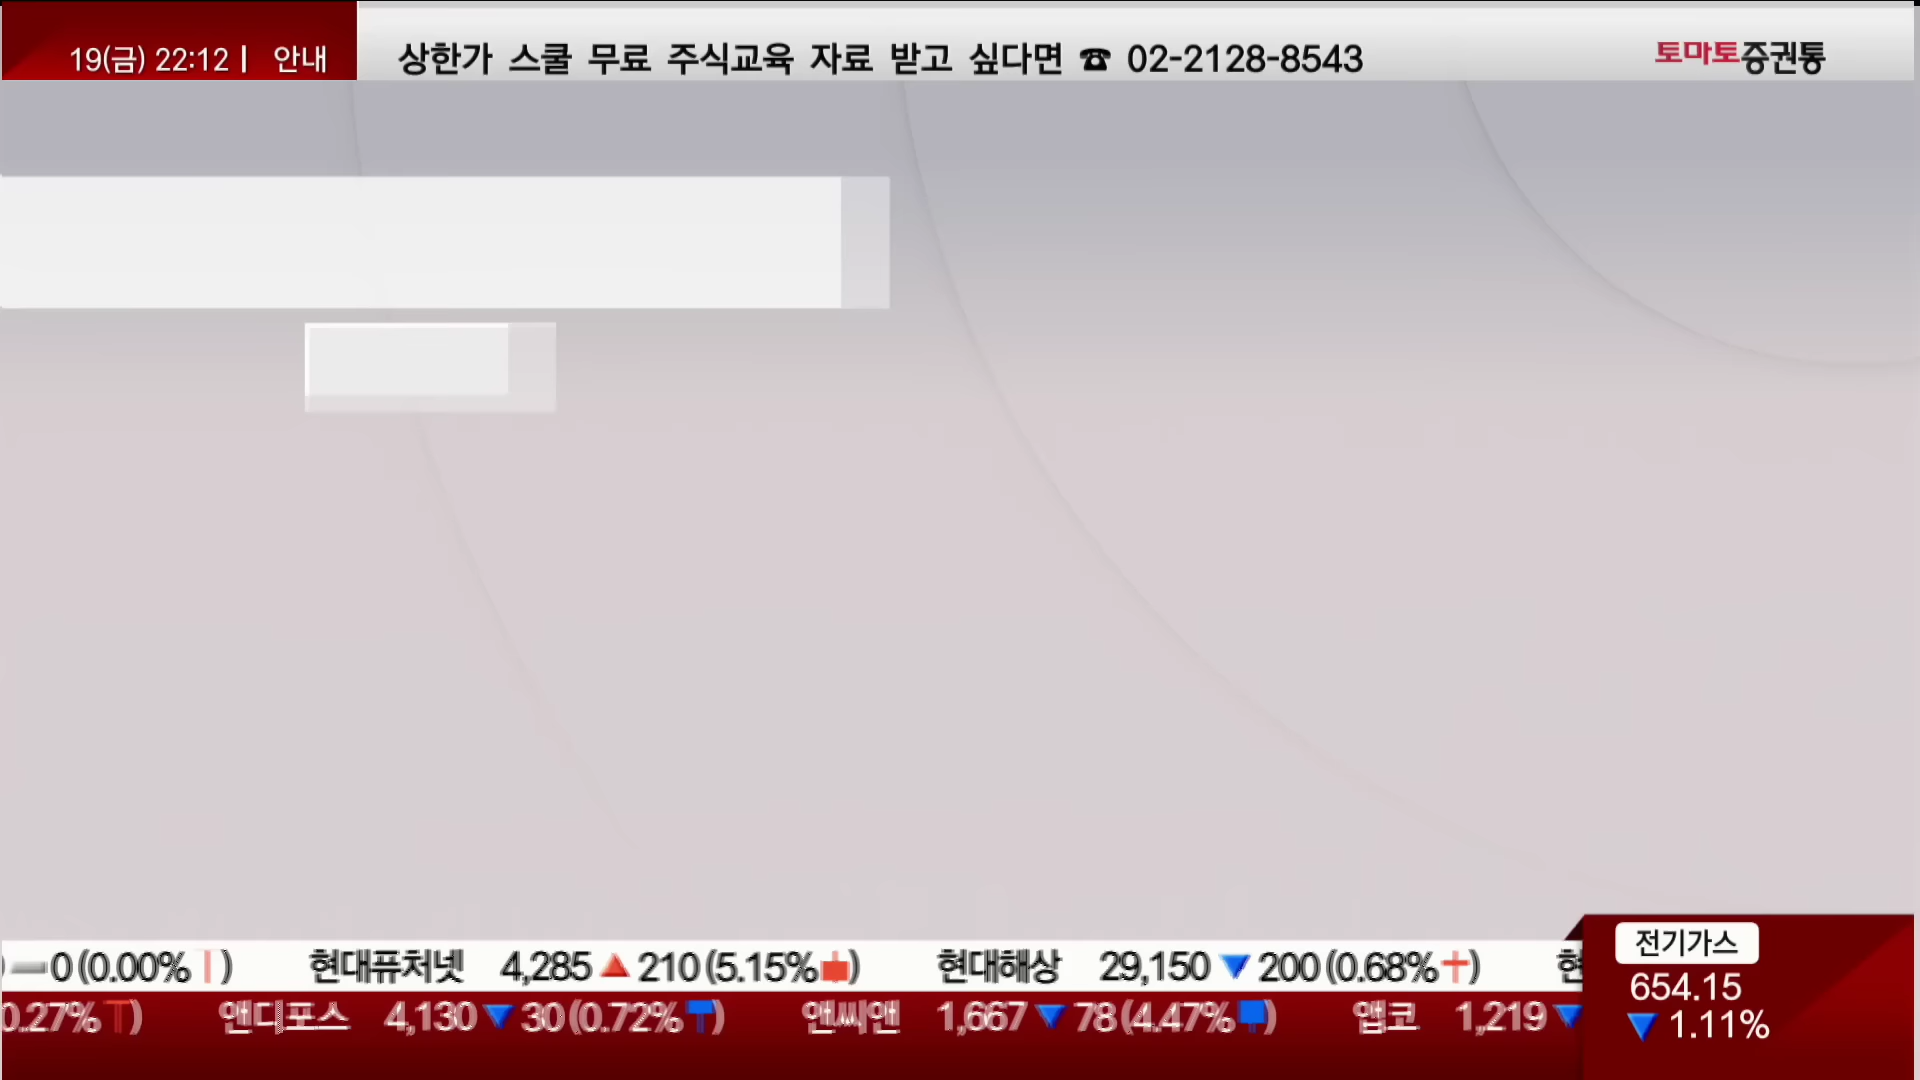 19(금) 22:12 | 안내
상한가 스쿨 무료 주식교육 자료 받고 싶다면 ☎ 02-2128-8543
토마토증권통
0(0.00%) 현대퓨처넷 4,285 ▲ 210(5.15%) 현대해상 29,150 ▼ 200(0.68%) 현
0.27%) 앤디포스 4,130 ▼ 30(0.72%) 앤씨앤 1,667 ▼ 78(4.47%) 앱코 1,219 ▼
전기가스
654.15
▼ 1.11%